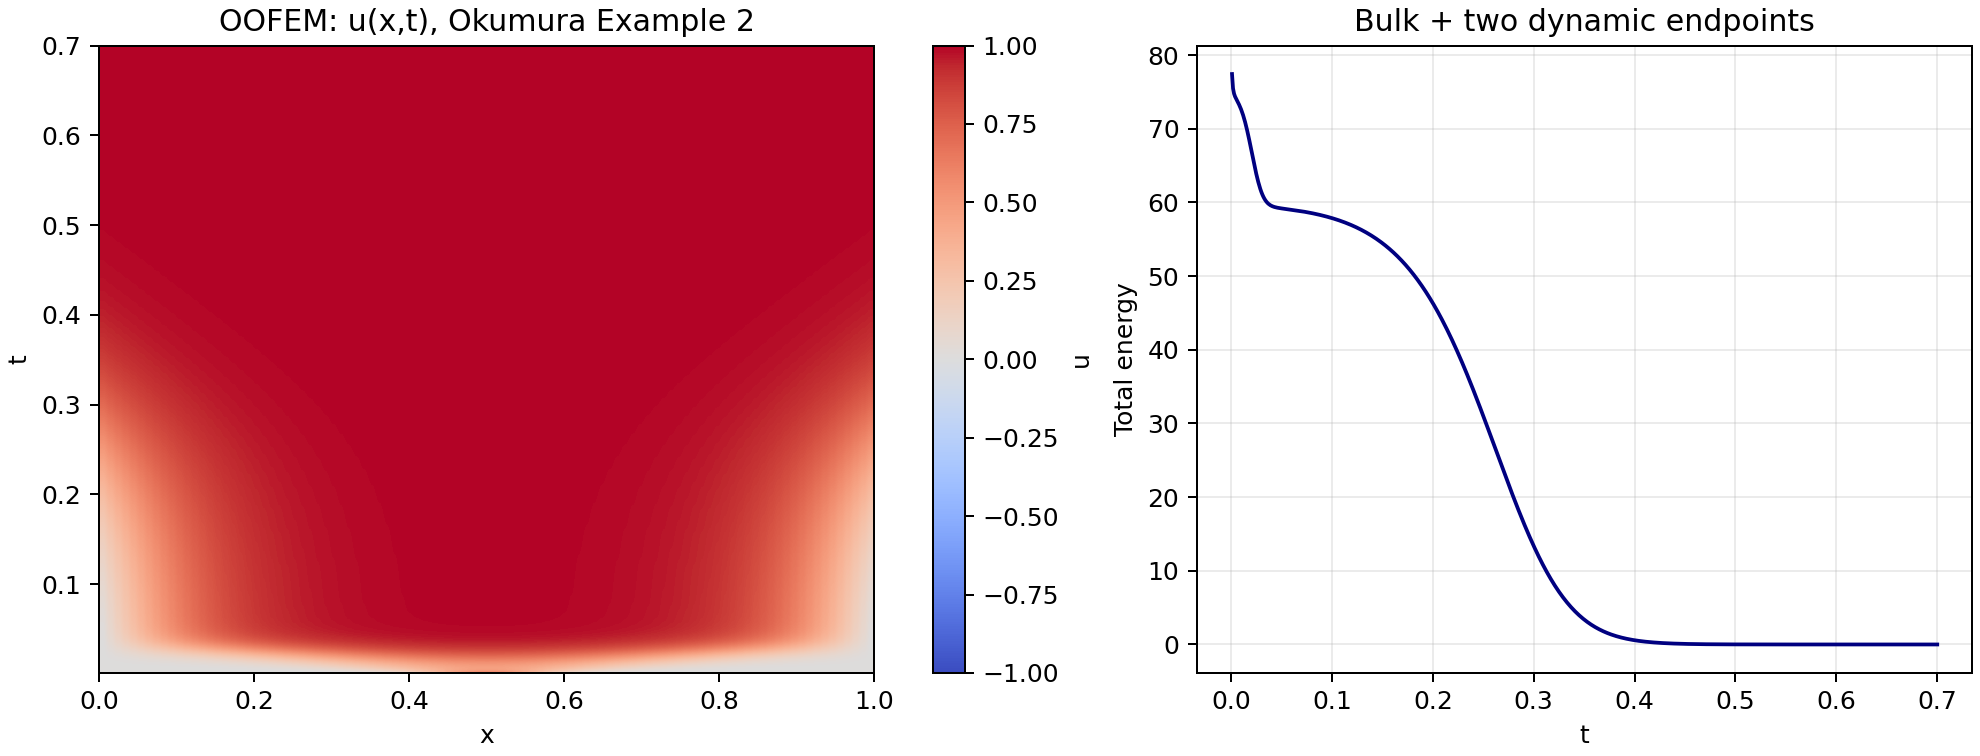 OOFEM: u(x,t), Okumura Example 2
0.7
0.6
0.5
0.4
0.3
0.2
0.1
t
0.0 0.2 0.4 0.6 0.8 1.0
x
1.00
0.75
0.50
0.25
0.00
−0.25
−0.50
−0.75
−1.00
u
Bulk + two dynamic endpoints
80
70
60
50
40
30
20
10
0
Total energy
0.0 0.1 0.2 0.3 0.4 0.5 0.6 0.7
t